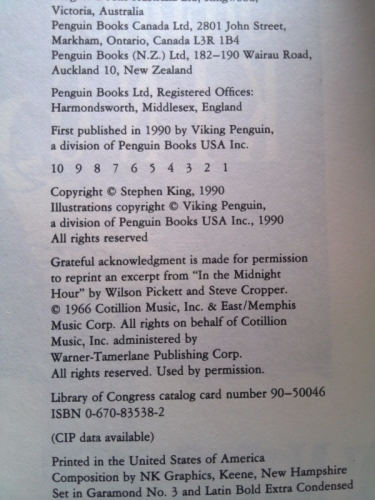 Victoria, Australia
Penguin Books Canada Ltd, 2801 John Street,
Markham, Ontario, Canada L3R 1B4
Penguin Books (N.Z.) Ltd, 182–190 Wairau Road,
Auckland 10, New Zealand
Penguin Books Ltd, Registered Offices:
Harmondsworth, Middlesex, England
First published in 1990 by Viking Penguin,
a division of Penguin Books USA Inc.
10 9 8 7 6 5 4 3 2 1
Copyright © Stephen King, 1990
Illustrations copyright © Viking Penguin,
a division of Penguin Books USA Inc., 1990
All rights reserved
Grateful acknowledgment is made for permission
to reprint an excerpt from “In the Midnight
Hour” by Wilson Pickett and Steve Cropper.
© 1966 Cotillion Music, Inc. & East/Memphis
Music Corp. All rights on behalf of Cotillion
Music, Inc. administered by
Warner-Tamerlane Publishing Corp.
All rights reserved. Used by permission.
Library of Congress catalog card number 90–50046
ISBN 0-670-83538-2
(CIP data available)
Printed in the United States of America
Composition by NK Graphics, Keene, New Hampshire
Set in Garamond No. 3 and Latin Bold Extra Condensed